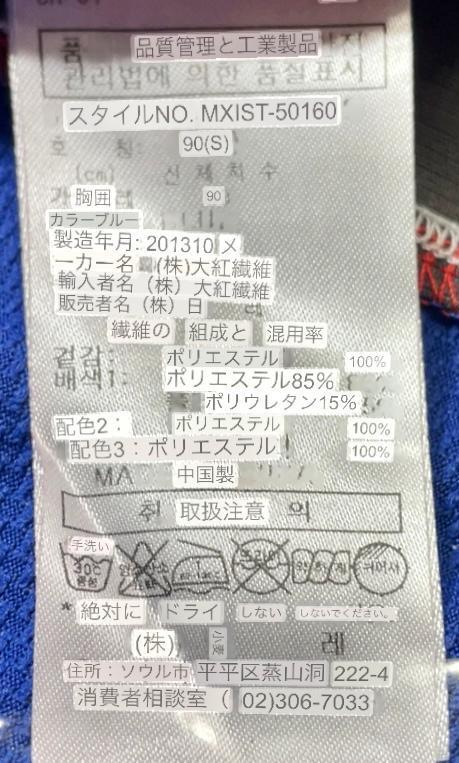 품 品質管理と工業製品
관리법에 의한 품질표시
スタイルNO. MXIST-50160
호 칭: 90(S)
(cm) 신체치수
胸囲 90
カラーブルー
製造年月: 201310 メ
ーカー名 (株)大紅繊維
輸入者名（株）大紅繊維
販売者名（株）日
繊維の 組成と 混用率
겉감: ポリエステル 100%
배색1: ポリエステル85%
ポリウレタン15%
配色2： ポリエステル 100%
配色3：ポリエステル 100%
MA 中国製
취 取扱注意 의
手洗い
30℃
* 絶対に ドライ しない しないでください。
(株) 小麦 레
住所：ソウル市 平平区蒸山洞 222-4
消費者相談室（ 02)306-7033